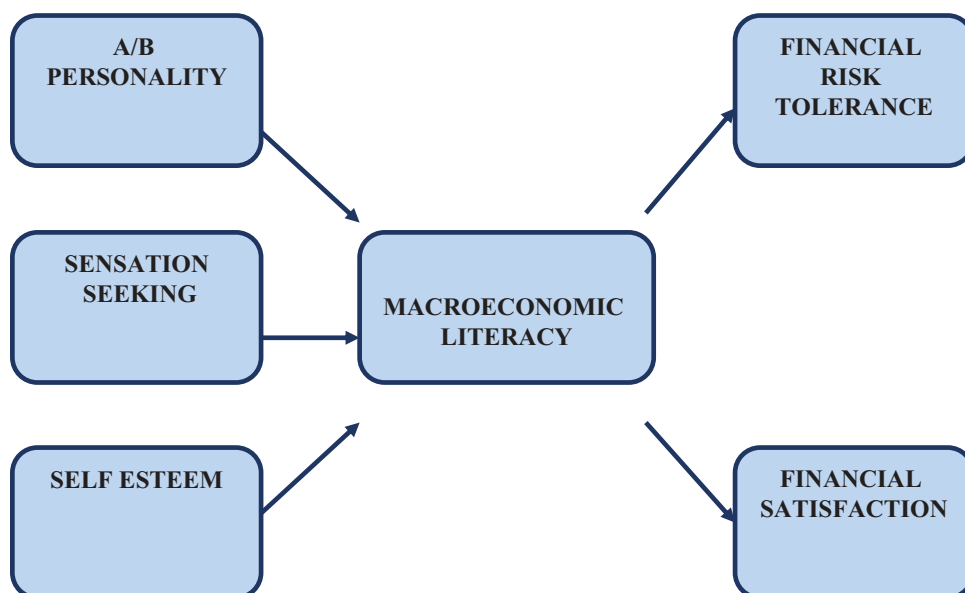 A/B
PERSONALITY
FINANCIAL
RISK
TOLERANCE
SENSATION
SEEKING
MACROECONOMIC
LITERACY
SELF ESTEEM
FINANCIAL
SATISFACTION